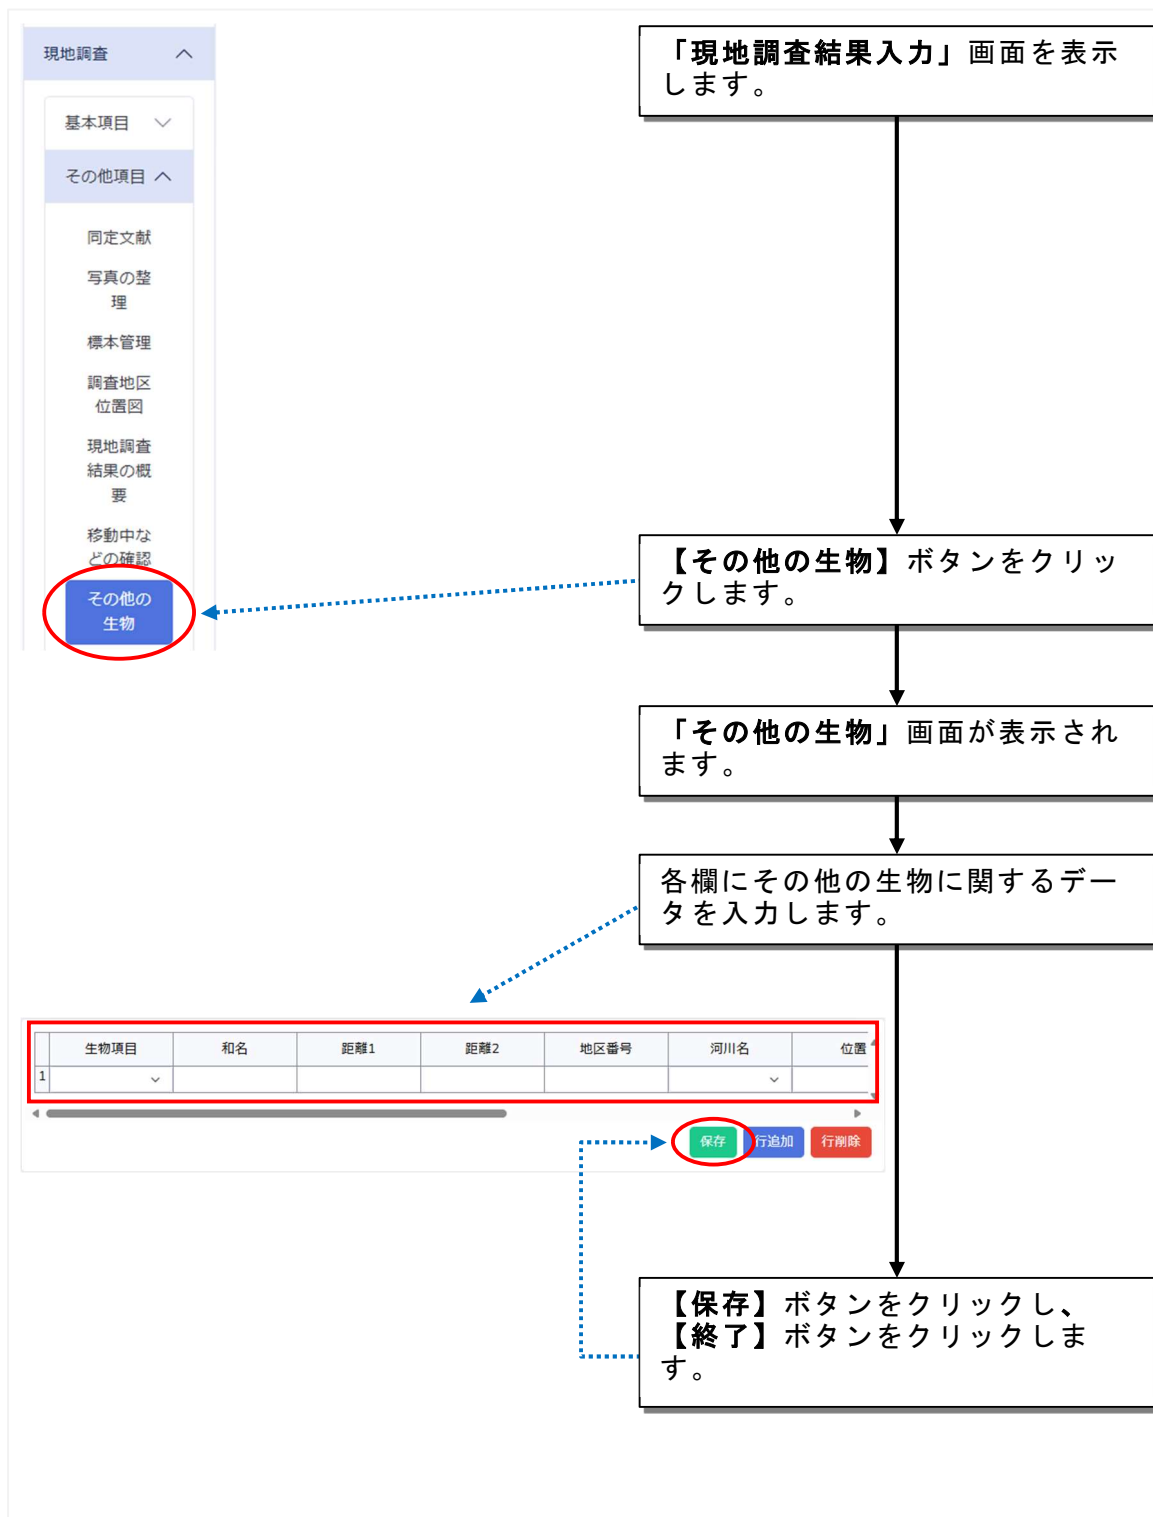 現地調査
基本項目
その他項目
同定文献
写真の整
理
標本管理
調査地区
位置図
現地調査
結果の概
要
移動中な
どの確認
その他の
生物
「現地調査結果入力」画面を表示
します。
【その他の生物】ボタンをクリッ
クします。
「その他の生物」画面が表示され
ます。
各欄にその他の生物に関するデー
タを入力します。
生物項目 和名 距離1 距離2 地区番号 河川名 位置
1
保存 行追加 行削除
【保存】ボタンをクリックし、
【終了】ボタンをクリックしま
す。